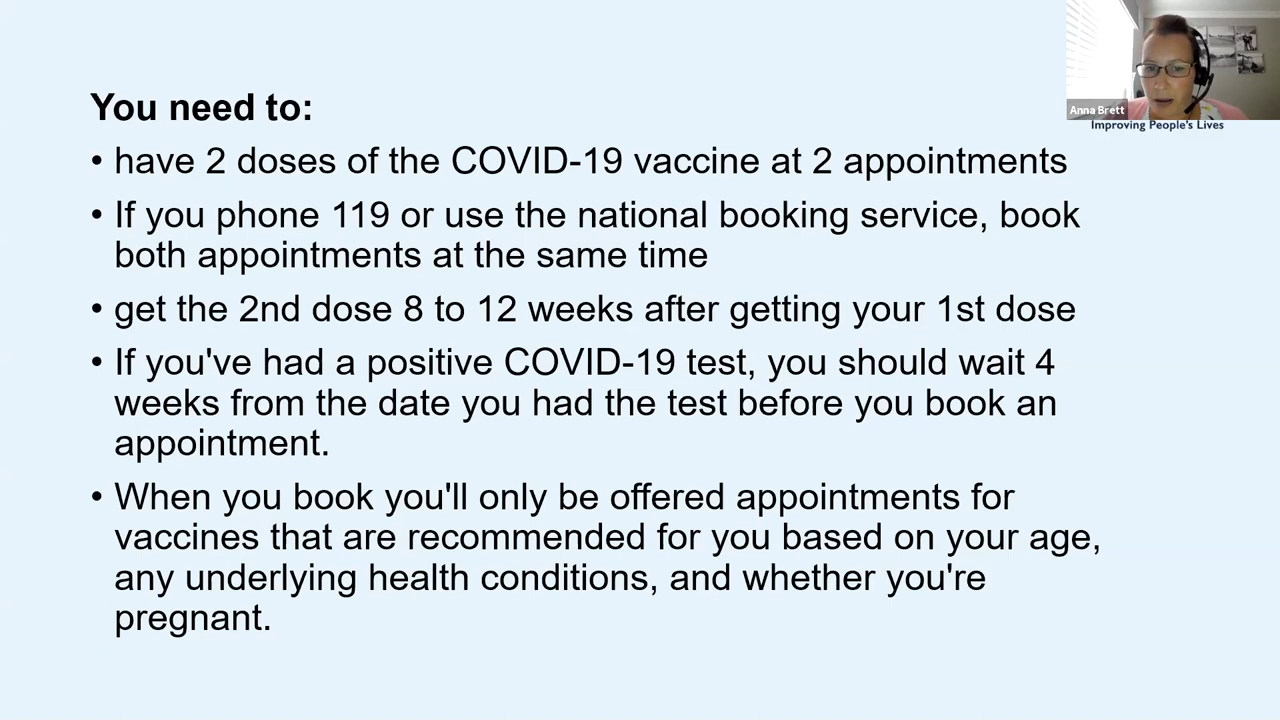 You need to:
• have 2 doses of the COVID-19 vaccine at 2 appointments
• If you phone 119 or use the national booking service, book
both appointments at the same time
• get the 2nd dose 8 to 12 weeks after getting your 1st dose
• If you've had a positive COVID-19 test, you should wait 4
weeks from the date you had the test before you book an
appointment.
• When you book you'll only be offered appointments for
vaccines that are recommended for you based on your age,
any underlying health conditions, and whether you're
pregnant.
Anna Brett
Improving People's Lives